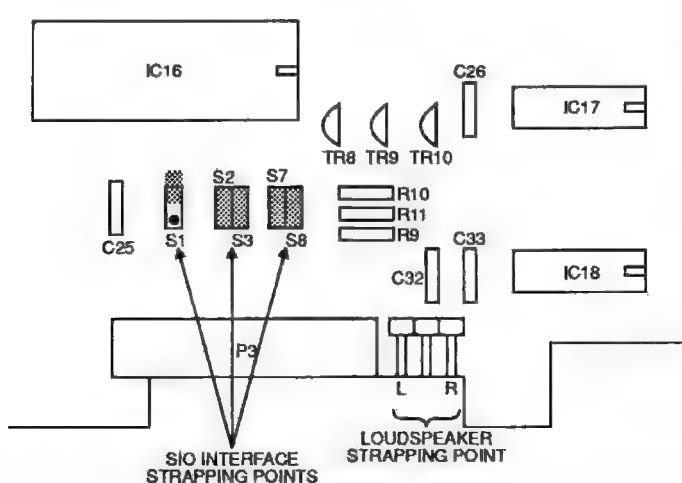 IC16
C26
IC17
TR8 TR9 TR10
S2 S7
R10
R11
R9
C25 S1 S3 S8
C33
C32
IC18
P3
L R
SIO INTERFACE
STRAPPING POINTS
LOUDSPEAKER
STRAPPING POINT